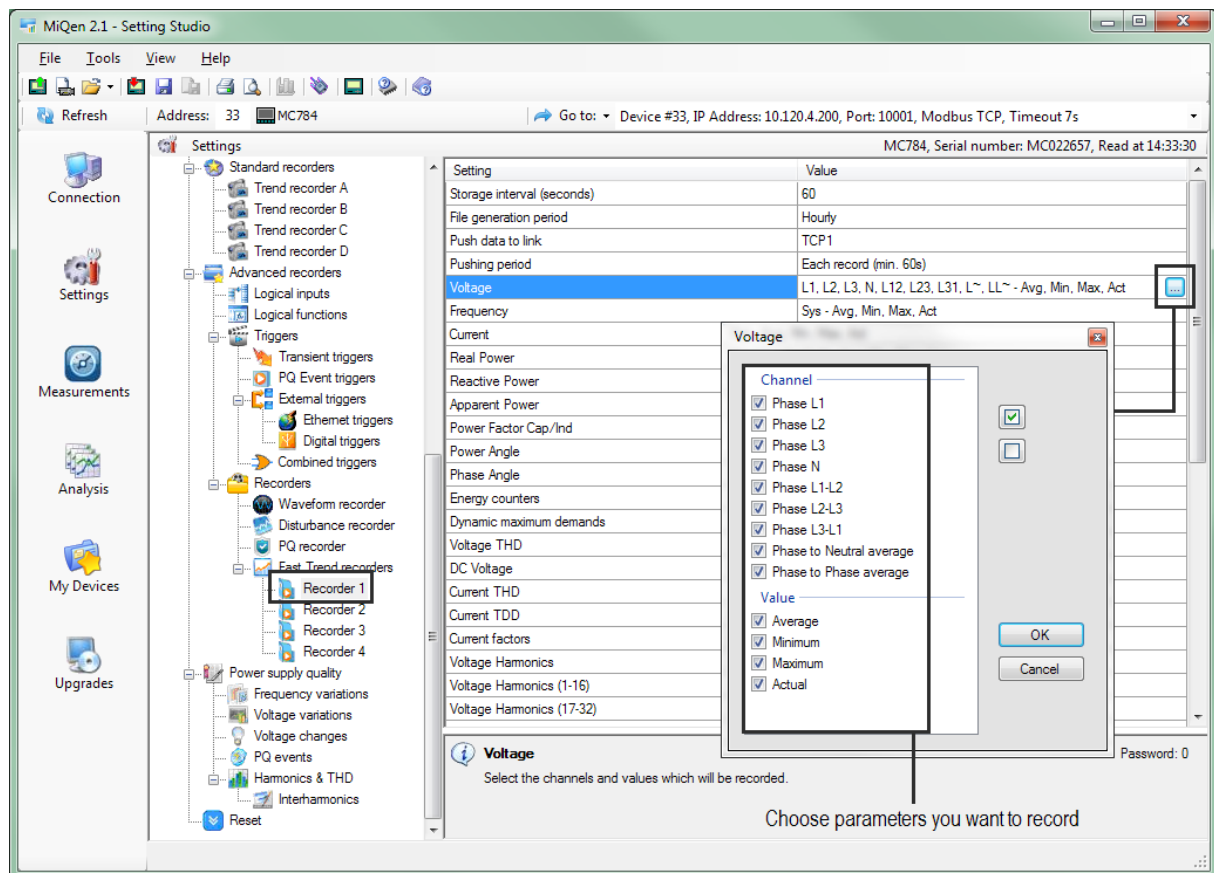 MiQen 2.1 - Setting Studio
File Tools View Help
Refresh Address: 33 MC784 Go to: Device #33, IP Address: 10.120.4.200, Port: 10001, Modbus TCP, Timeout 7s
Settings MC784, Serial number: MC022657, Read at 14:33:30
Connection
Settings
Measurements
Analysis
My Devices
Upgrades
Standard recorders
Trend recorder A
Trend recorder B
Trend recorder C
Trend recorder D
Advanced recorders
Logical inputs
Logical functions
Triggers
Transient triggers
PQ Event triggers
External triggers
Ethernet triggers
Digital triggers
Combined triggers
Recorders
Waveform recorder
Disturbance recorder
PQ recorder
Fast Trend recorders
Recorder 1
Recorder 2
Recorder 3
Recorder 4
Power supply quality
Frequency variations
Voltage variations
Voltage changes
PQ events
Harmonics & THD
Interharmonics
Reset
Setting Value
Storage interval (seconds) 60
File generation period Hourly
Push data to link TCP1
Pushing period Each record (min. 60s)
Voltage L1, L2, L3, N, L12, L23, L31, L~, LL~ - Avg, Min, Max, Act ...
Frequency Sys - Avg, Min, Max, Act
Current
Real Power
Reactive Power
Apparent Power
Power Factor Cap/Ind
Power Angle
Phase Angle
Energy counters
Dynamic maximum demands
Voltage THD
DC Voltage
Current THD
Current TDD
Current factors
Voltage Harmonics
Voltage Harmonics (1-16)
Voltage Harmonics (17-32)
Voltage
Channel
Phase L1
Phase L2
Phase L3
Phase N
Phase L1-L2
Phase L2-L3
Phase L3-L1
Phase to Neutral average
Phase to Phase average
Value
Average
Minimum
Maximum
Actual
OK
Cancel
Voltage Password: 0
Select the channels and values which will be recorded.
Choose parameters you want to record